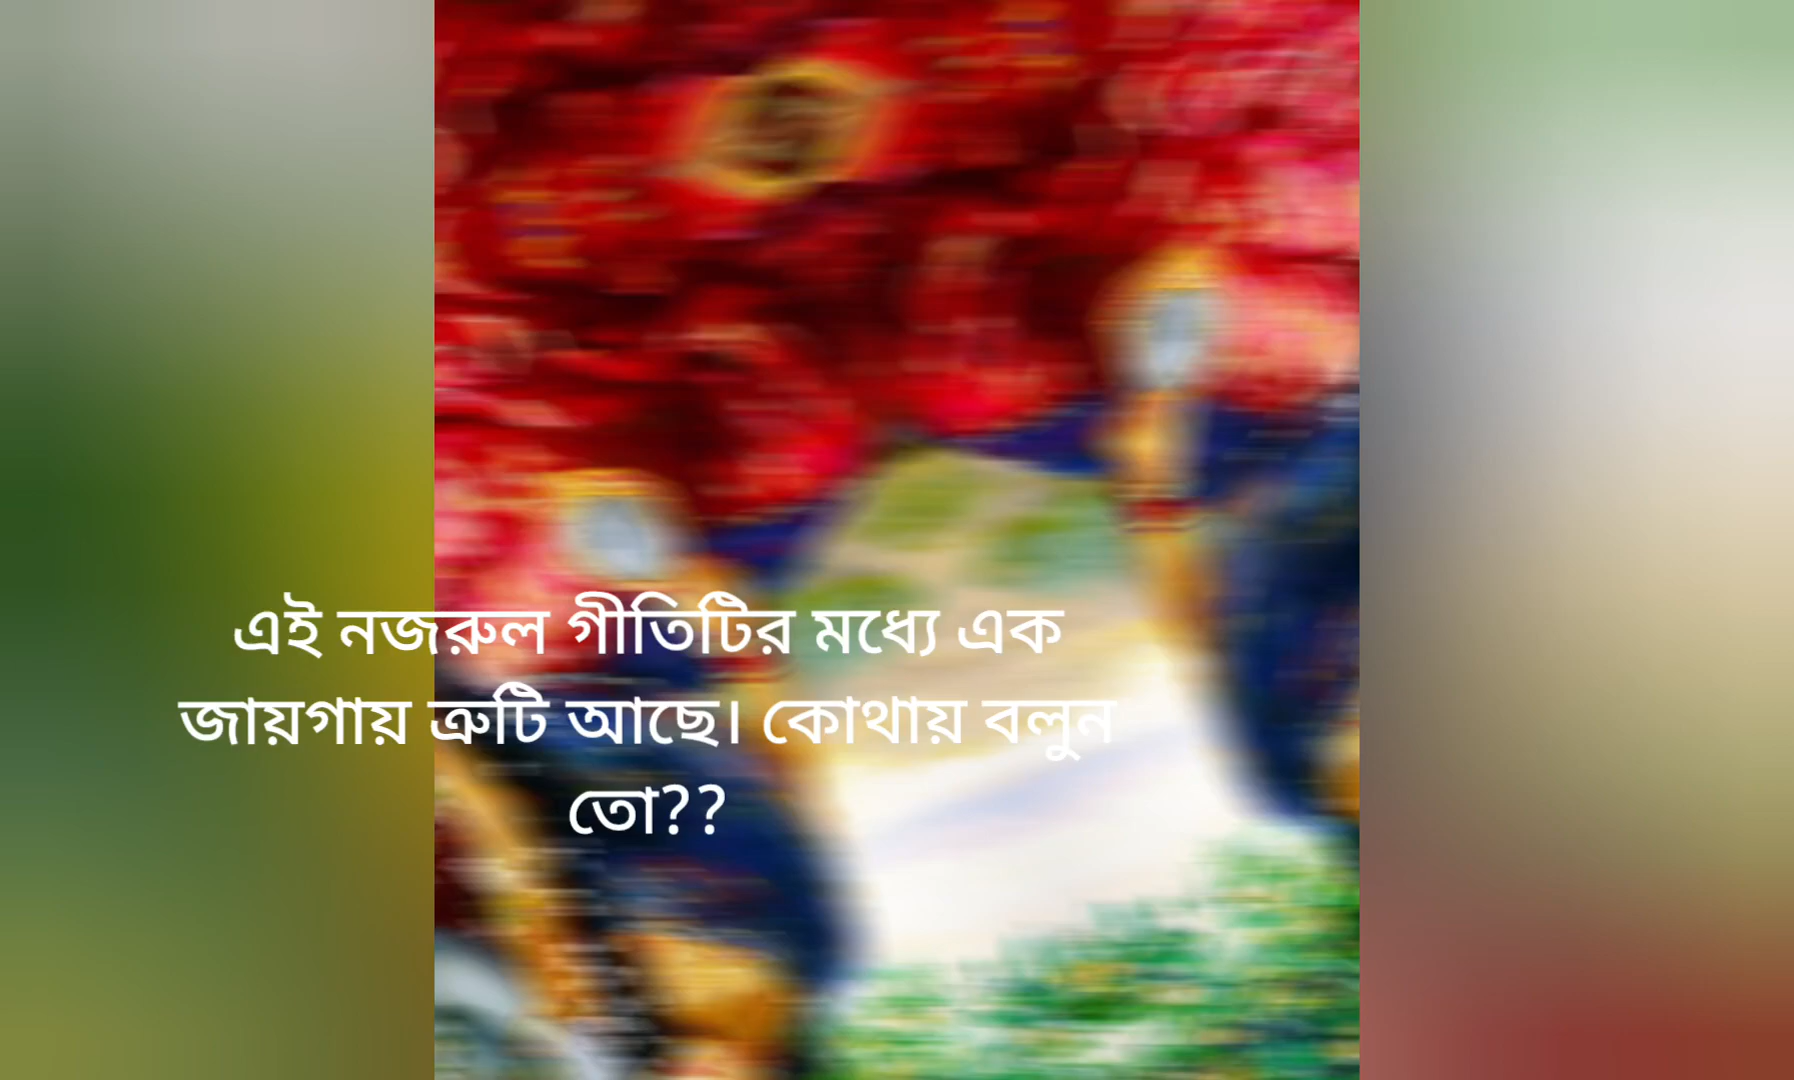 এই নজরুল গীতিটির মধ্যে এক
জায়গায় ত্রুটি আছে। কোথায় বলুন
তো??